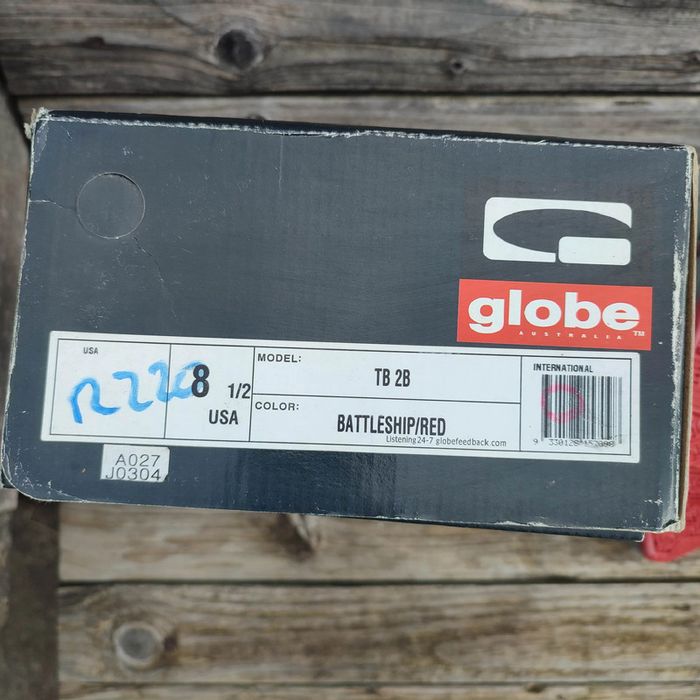 globe
AUSTRALIA TM
USA
R220
8 1/2
USA
MODEL:
TB 2B
COLOR:
BATTLESHIP/RED
Listening 24-7 globefeedback.com
INTERNATIONAL
A027
J0304